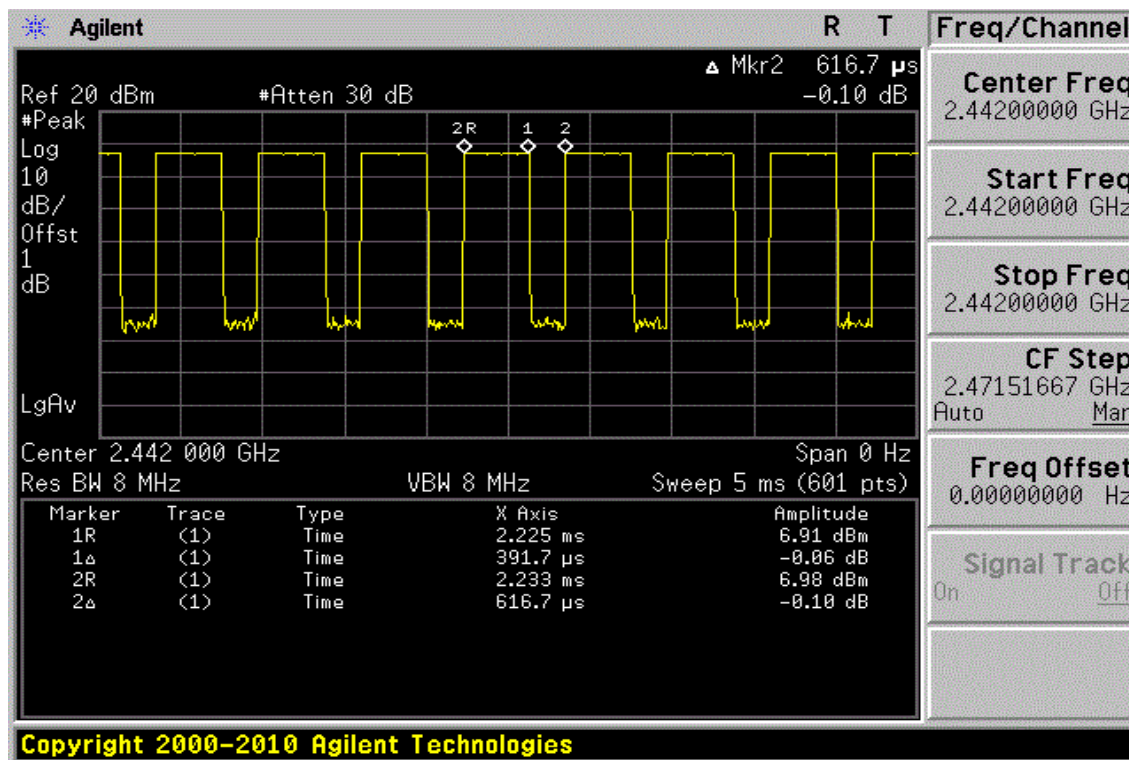 Agilent R T Freq/Channel
Δ Mkr2 616.7 µs
Ref 20 dBm #Atten 30 dB -0.10 dB
#Peak
Log
10
dB/
Offst
1
dB
2R 1 2
LgAv
Center 2.442 000 GHz Span 0 Hz
Res BW 8 MHz VBW 8 MHz Sweep 5 ms (601 pts)
Marker Trace Type X Axis Amplitude
1R (1) Time 2.225 ms 6.91 dBm
1Δ (1) Time 391.7 µs -0.06 dB
2R (1) Time 2.233 ms 6.98 dBm
2Δ (1) Time 616.7 µs -0.10 dB
Center Freq
2.44200000 GHz
Start Freq
2.44200000 GHz
Stop Freq
2.44200000 GHz
CF Step
2.47151667 GHz
Auto Man
Freq Offset
0.00000000 Hz
Signal Track
On Off
Copyright 2000-2010 Agilent Technologies